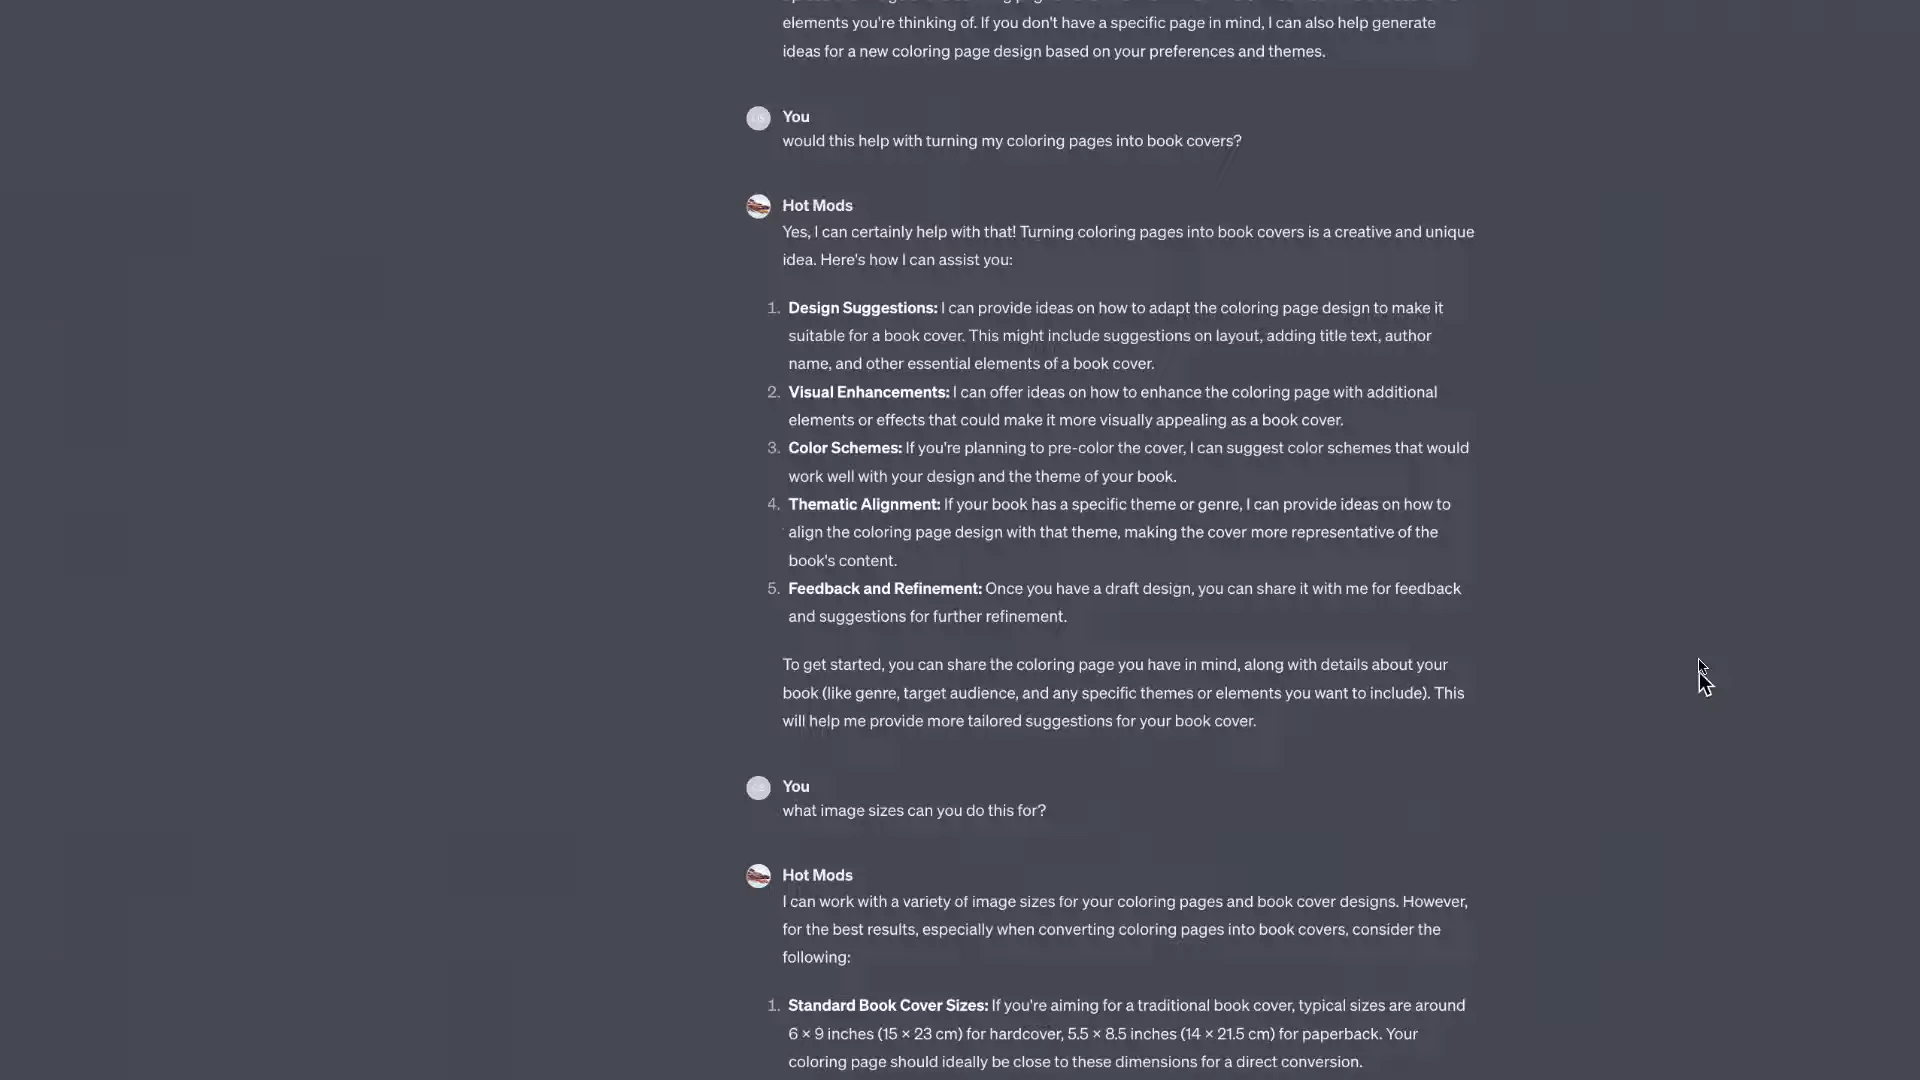 elements you're thinking of. If you don't have a specific page in mind, I can also help generate
ideas for a new coloring page design based on your preferences and themes.
You
would this help with turning my coloring pages into book covers?
Hot Mods
Yes, I can certainly help with that! Turning coloring pages into book covers is a creative and unique
idea. Here's how I can assist you:
1. Design Suggestions: I can provide ideas on how to adapt the coloring page design to make it
suitable for a book cover. This might include suggestions on layout, adding title text, author
name, and other essential elements of a book cover.
2. Visual Enhancements: I can offer ideas on how to enhance the coloring page with additional
elements or effects that could make it more visually appealing as a book cover.
3. Color Schemes: If you're planning to pre-color the cover, I can suggest color schemes that would
work well with your design and the theme of your book.
4. Thematic Alignment: If your book has a specific theme or genre, I can provide ideas on how to
align the coloring page design with that theme, making the cover more representative of the
book's content.
5. Feedback and Refinement: Once you have a draft design, you can share it with me for feedback
and suggestions for further refinement.
To get started, you can share the coloring page you have in mind, along with details about your
book (like genre, target audience, and any specific themes or elements you want to include). This
will help me provide more tailored suggestions for your book cover.
You
what image sizes can you do this for?
Hot Mods
I can work with a variety of image sizes for your coloring pages and book cover designs. However,
for the best results, especially when converting coloring pages into book covers, consider the
following:
1. Standard Book Cover Sizes: If you're aiming for a traditional book cover, typical sizes are around
6 × 9 inches (15 × 23 cm) for hardcover, 5.5 × 8.5 inches (14 × 21.5 cm) for paperback. Your
coloring page should ideally be close to these dimensions for a direct conversion.